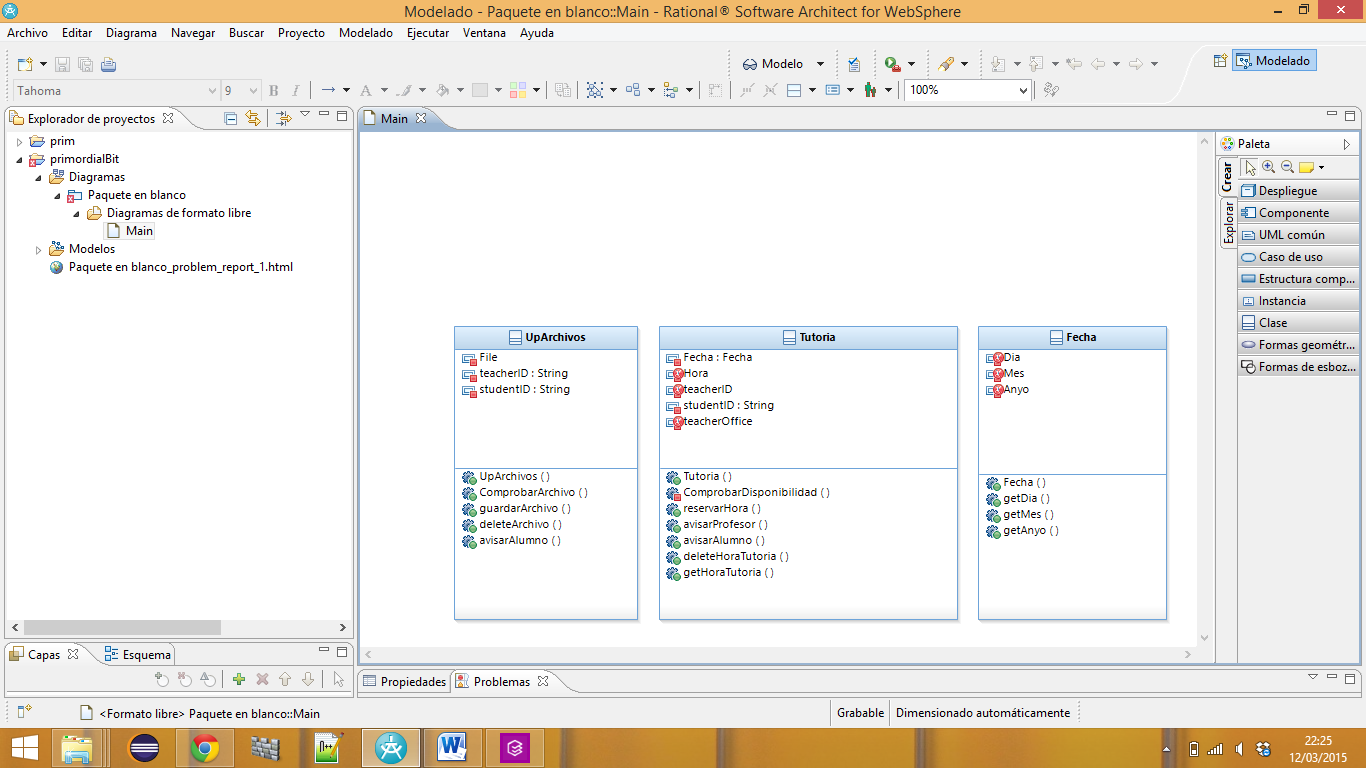 Modelado - Paquete en blanco::Main - Rational® Software Architect for WebSphere
Archivo Editar Diagrama Navegar Buscar Proyecto Modelado Ejecutar Ventana Ayuda
Modelo
Modelado
Tahoma 9 B I A 100%
Explorador de proyectos
prim
primordialBit
Diagramas
Paquete en blanco
Diagramas de formato libre
Main
Modelos
Paquete en blanco_problem_report_1.html
Capas Esquema
Main
UpArchivos
File
teacherID : String
studentID : String
UpArchivos ( )
ComprobarArchivo ( )
guardarArchivo ( )
deleteArchivo ( )
avisarAlumno ( )
Tutoria
Fecha : Fecha
Hora
teacherID
studentID : String
teacherOffice
Tutoria ( )
ComprobarDisponibilidad ( )
reservarHora ( )
avisarProfesor ( )
avisarAlumno ( )
deleteHoraTutoria ( )
getHoraTutoria ( )
Fecha
Dia
Mes
Anyo
Fecha ( )
getDia ( )
getMes ( )
getAnyo ( )
Paleta
Crear
Explorar
Despliegue
Componente
UML común
Caso de uso
Estructura comp...
Instancia
Clase
Formas geométr...
Formas de esboz...
Propiedades Problemas
<Formato libre> Paquete en blanco::Main
Grabable Dimensionado automáticamente
22:25
12/03/2015